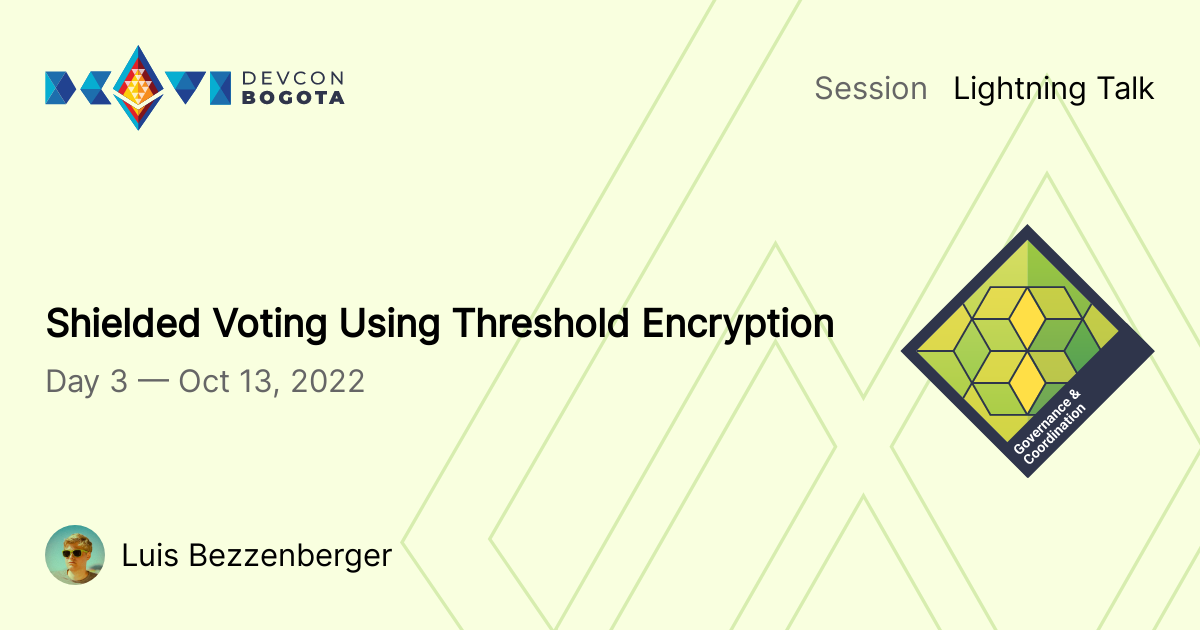 DEVCON
BOGOTA
Session Lightning Talk
Shielded Voting Using Threshold Encryption
Day 3 — Oct 13, 2022
Governance &
Coordination
Luis Bezzenberger